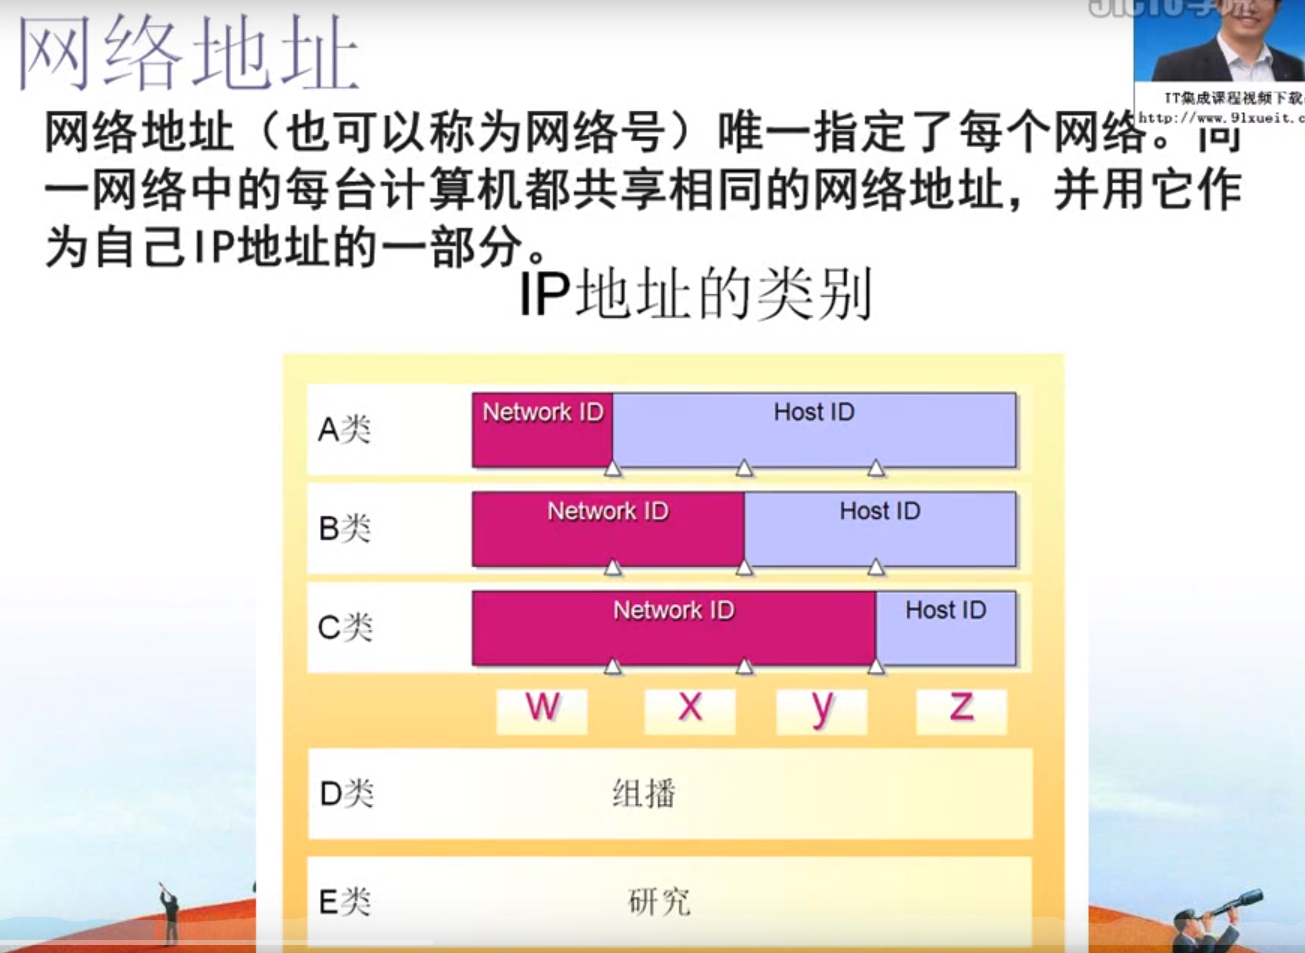 网络地址
IT集成课程视频下载
http://www.91xueit.c
网络地址（也可以称为网络号）唯一指定了每个网络。同
一网络中的每台计算机都共享相同的网络地址，并用它作
为自己IP地址的一部分。
IP地址的类别
A类 Network ID Host ID
B类 Network ID Host ID
C类 Network ID Host ID
w x y z
D类 组播
E类 研究